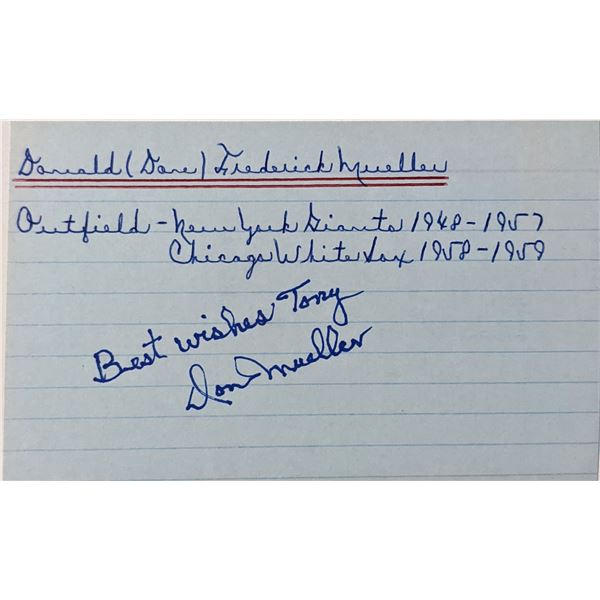 Donald (Don) Frederick Mueller
Outfield - New York Giants 1948-1957
Chicago White Sox 1958-1959
Best wishes Tony
Don Mueller